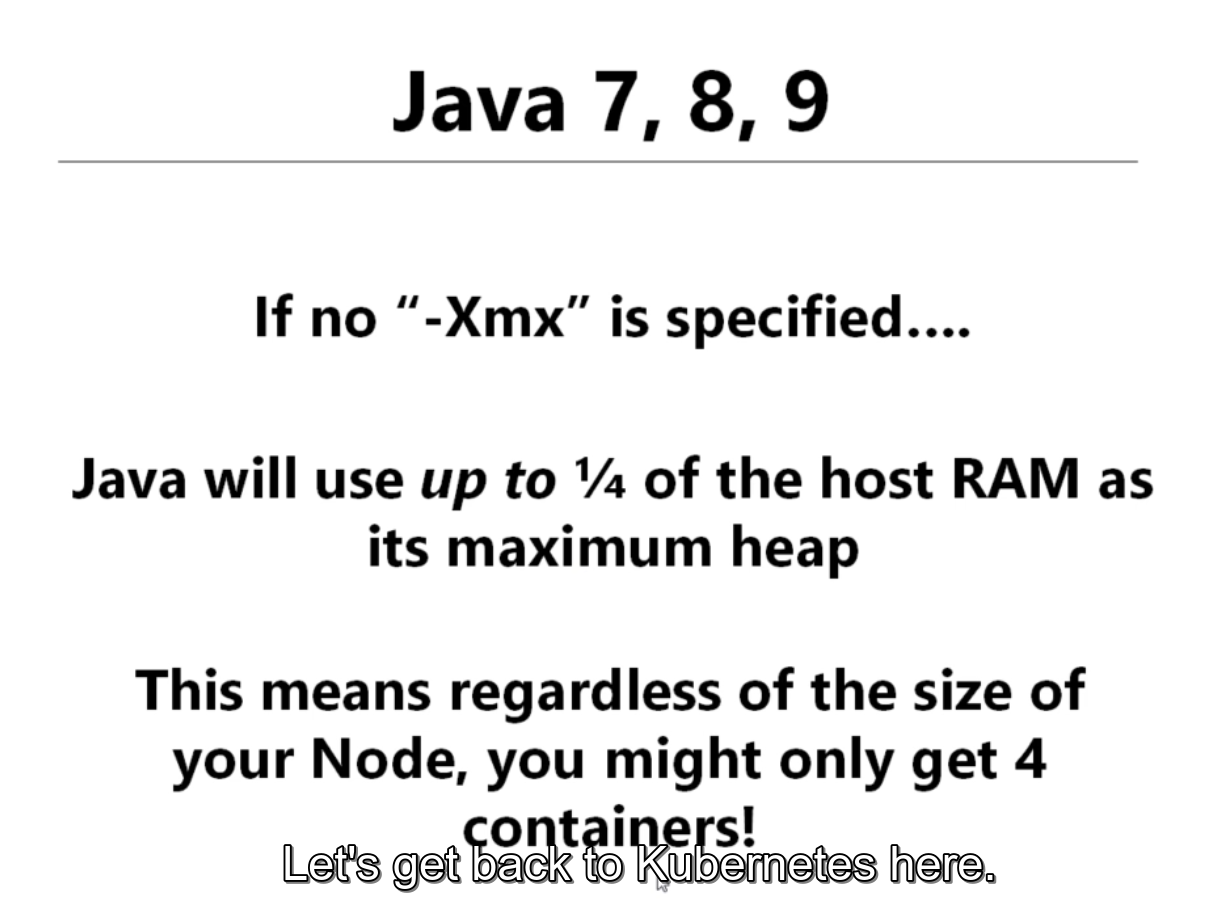 Java 7, 8, 9
If no “-Xmx” is specified....
Java will use up to ¼ of the host RAM as
its maximum heap
This means regardless of the size of
your Node, you might only get 4
containers!
Let's get back to Kubernetes here.